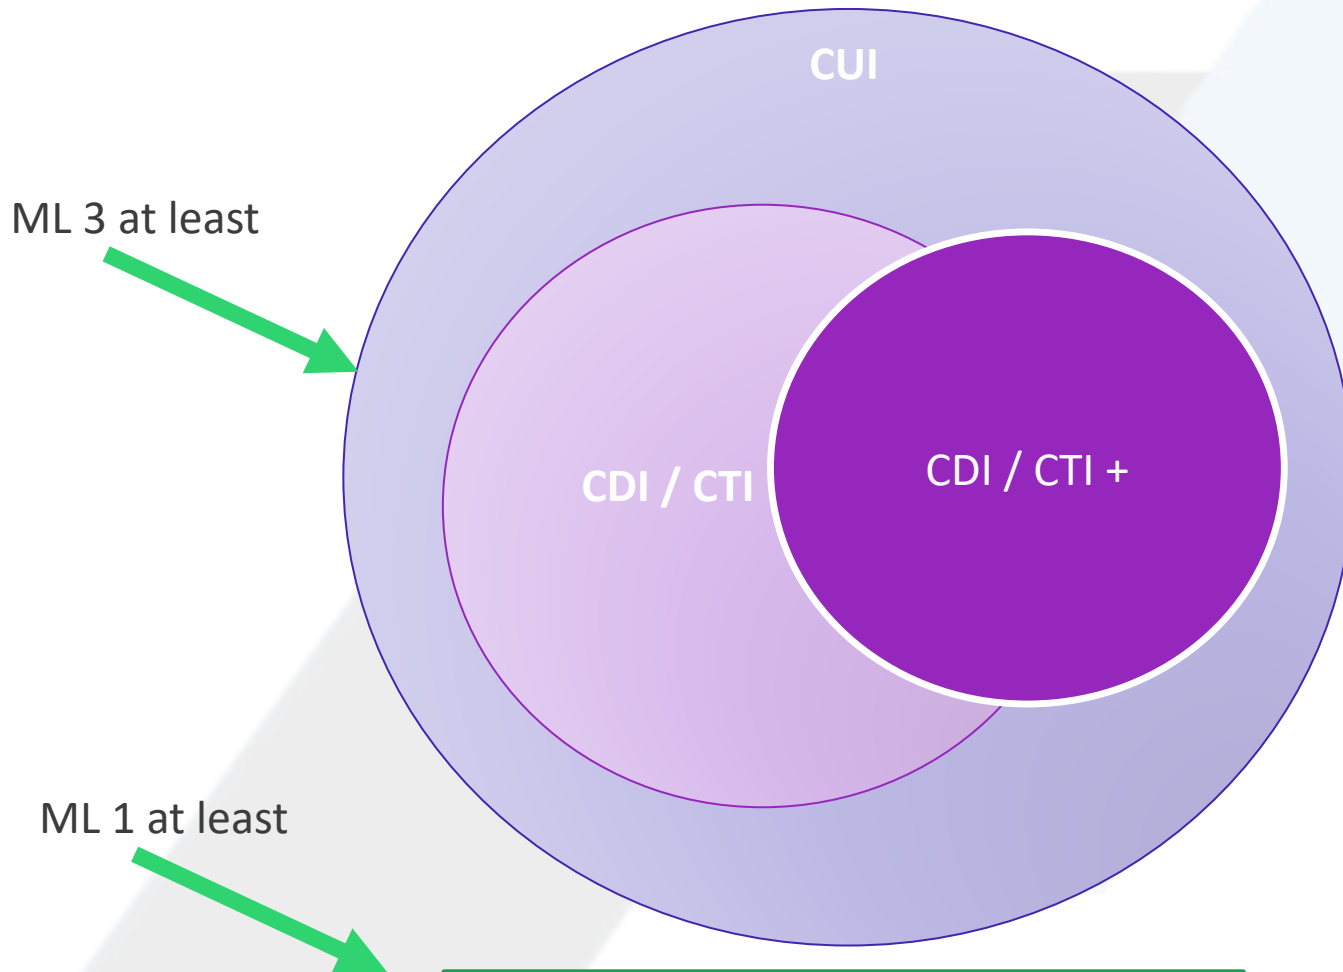 CUI
ML 3 at least
CDI / CTI
CDI / CTI +
ML 1 at least